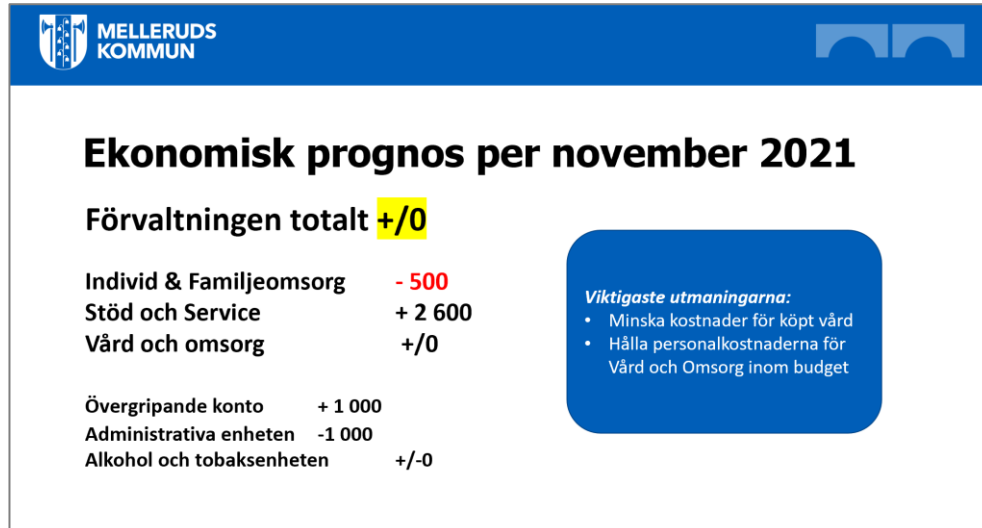 MELLERUDS
KOMMUN
Ekonomisk prognos per november 2021
Förvaltningen totalt +/0
Individ & Familjeomsorg - 500
Stöd och Service + 2 600
Vård och omsorg +/0
Övergripande konto + 1 000
Administrativa enheten -1 000
Alkohol och tobaksenheten +/-0
Viktigaste utmaningarna:
• Minska kostnader för köpt vård
• Hålla personalkostnaderna för
Vård och Omsorg inom budget